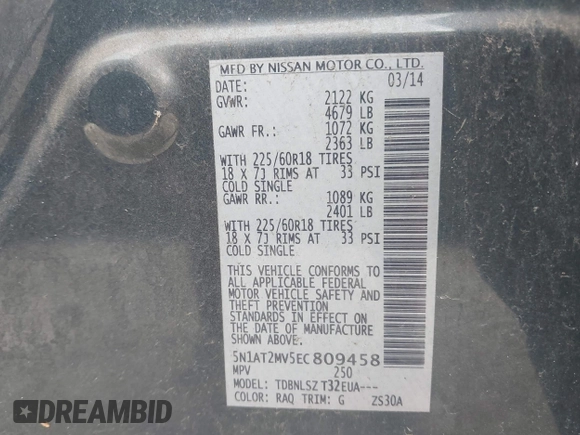 MFD BY NISSAN MOTOR CO., LTD.
DATE: 03/14
GVWR: 2122 KG
4679 LB
GAWR FR.: 1072 KG
2363 LB
WITH 225/60R18 TIRES
18 X 7J RIMS AT 33 PSI
COLD SINGLE
GAWR RR.: 1089 KG
2401 LB
WITH 225/60R18 TIRES
18 X 7J RIMS AT 33 PSI
COLD SINGLE
THIS VEHICLE CONFORMS TO
ALL APPLICABLE FEDERAL
MOTOR VEHICLE SAFETY AND
THEFT PREVENTION
STANDARDS IN EFFECT ON
THE DATE OF MANUFACTURE
SHOWN ABOVE.
5N1AT2MV5EC809458
MPV 250
MODEL: TDBNLSZ T32EUA---
COLOR: RAQ TRIM: G ZS30A
© 2026 BIDHISTORY.ORG